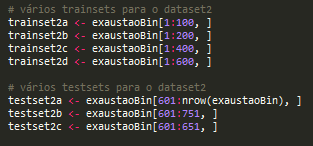 # vários trainsets para o dataset2
trainset2a <- exaustaoBin[1:100, ]
trainset2b <- exaustaoBin[1:200, ]
trainset2c <- exaustaoBin[1:400, ]
trainset2d <- exaustaoBin[1:600, ]
# vários testsets para o dataset2
testset2a <- exaustaoBin[601:nrow(exaustaoBin), ]
testset2b <- exaustaoBin[601:751, ]
testset2c <- exaustaoBin[601:651, ]